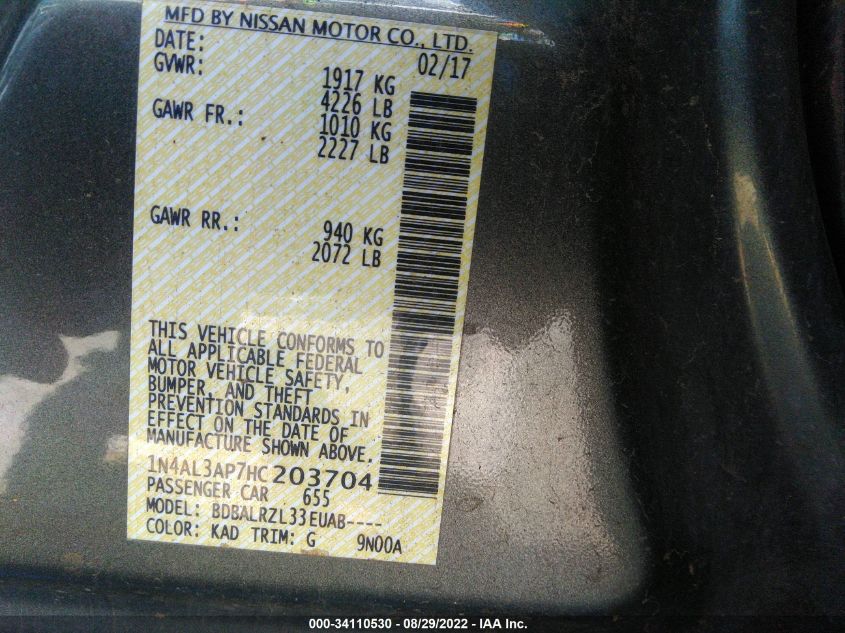 MFD BY NISSAN MOTOR CO., LTD.
DATE: 02/17
GVWR: 1917 KG
4226 LB
GAWR FR.: 1010 KG
2227 LB
GAWR RR.: 940 KG
2072 LB
THIS VEHICLE CONFORMS TO
ALL APPLICABLE FEDERAL
MOTOR VEHICLE SAFETY,
BUMPER, AND THEFT
PREVENTION STANDARDS IN
EFFECT ON THE DATE OF
MANUFACTURE SHOWN ABOVE.
1N4AL3AP7HC203704
PASSENGER CAR 655
MODEL: BDBALRZL33EUAB----
COLOR: KAD TRIM: G 9N00A
000-34110530 - 08/29/2022 - IAA Inc.